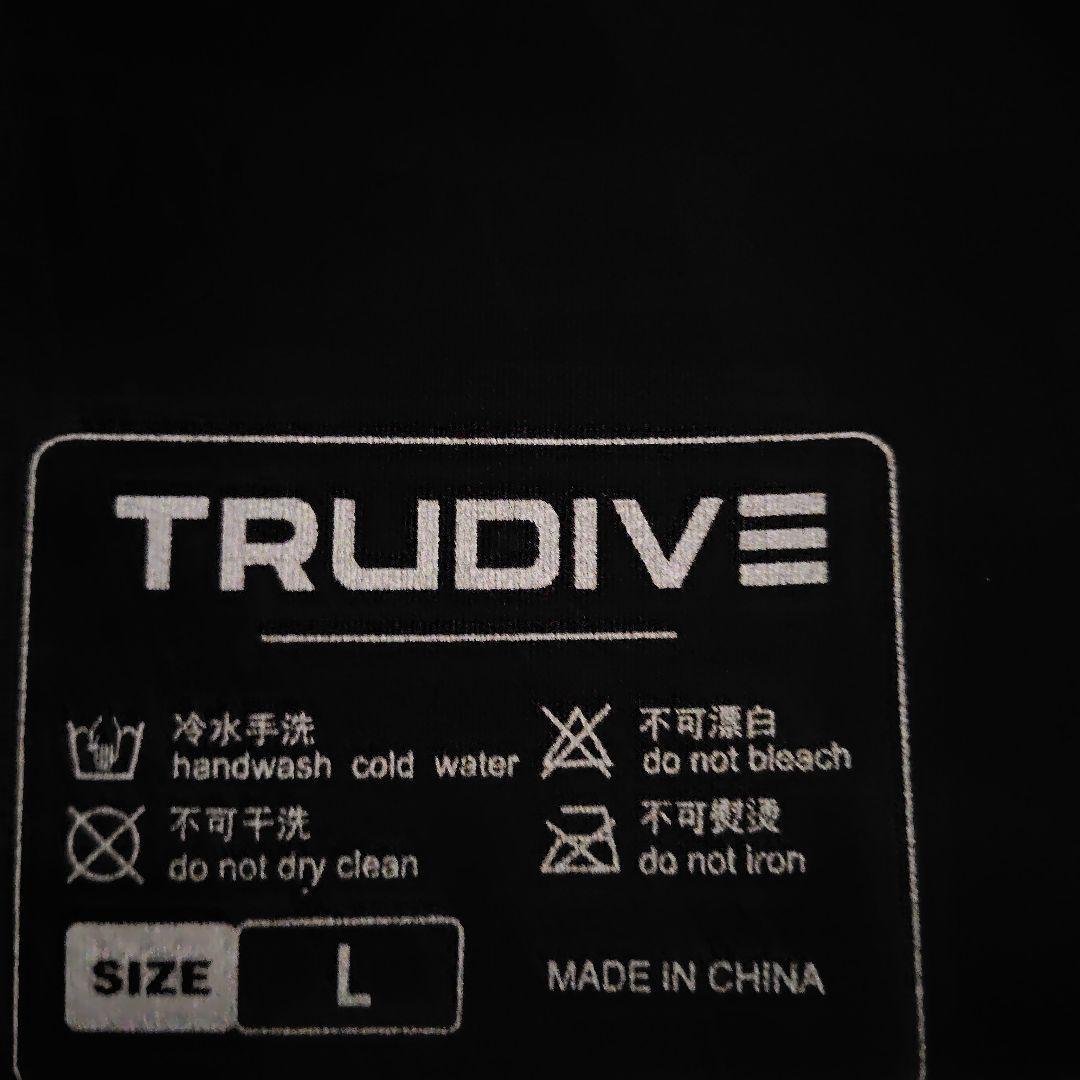 TRUDIVE
冷水手洗
handwash cold water
不可漂白
do not bleach
不可干洗
do not dry clean
不可熨烫
do not iron
SIZE L
MADE IN CHINA